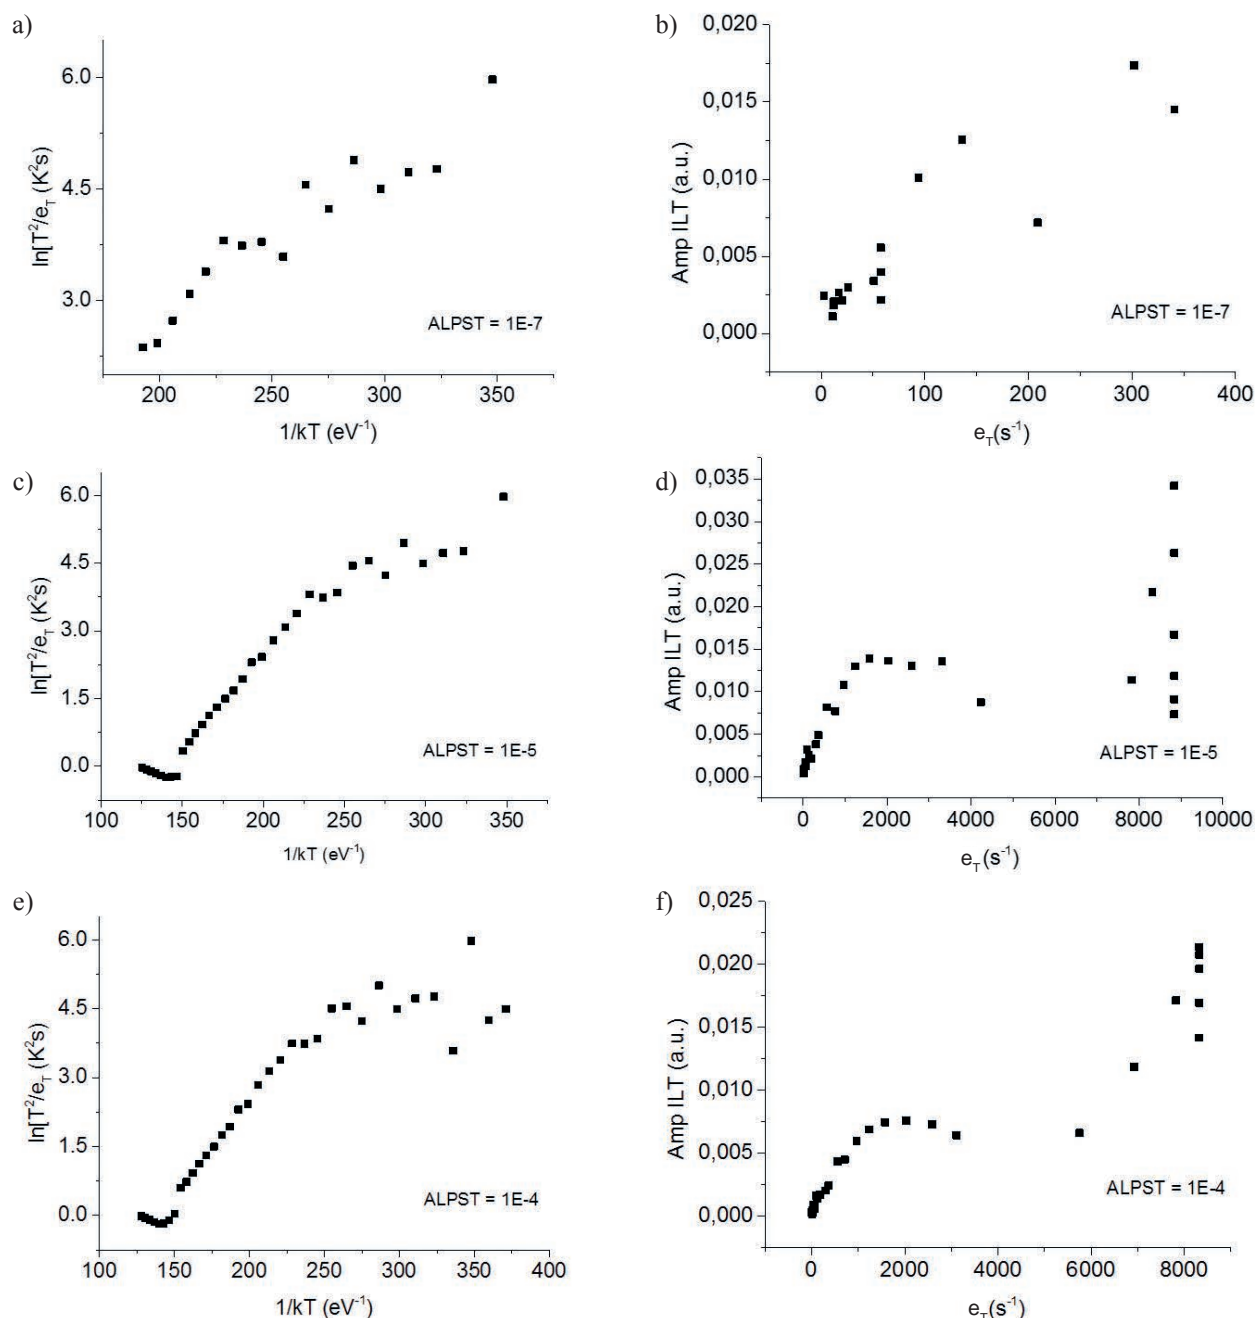 a)
6.0
4.5
3.0
ln[T²/e_T (K²s)
ALPST = 1E-7
200 250 300 350
1/kT (eV⁻¹)
b)
0,020
0,015
0,010
0,005
0,000
Amp ILT (a.u.)
ALPST = 1E-7
0 100 200 300 400
e_T(s⁻¹)
c)
6.0
4.5
3.0
1.5
0.0
ln[T²/e_T (K²s)
ALPST = 1E-5
100 150 200 250 300 350
1/kT (eV⁻¹)
d)
0,035
0,030
0,025
0,020
0,015
0,010
0,005
0,000
Amp ILT (a.u.)
ALPST = 1E-5
0 2000 4000 6000 8000 10000
e_T(s⁻¹)
e)
6.0
4.5
3.0
1.5
0.0
ln[T²/e_T (K²s)
ALPST = 1E-4
100 150 200 250 300 350 400
1/kT (eV⁻¹)
f)
0,025
0,020
0,015
0,010
0,005
0,000
Amp ILT (a.u.)
ALPST = 1E-4
0 2000 4000 6000 8000
e_T(s⁻¹)